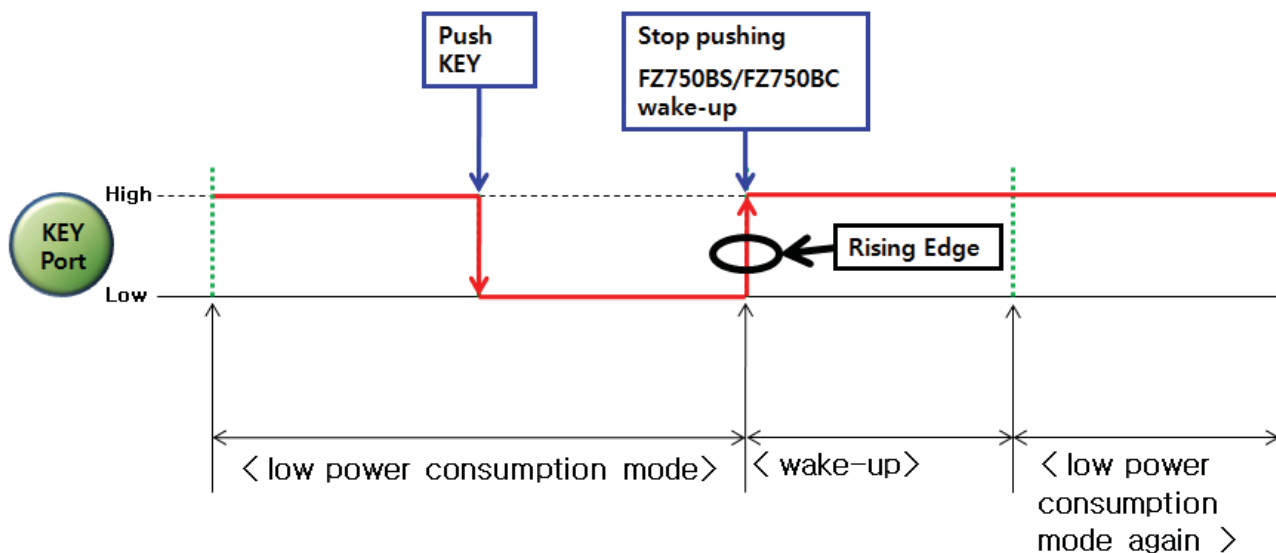 Push
KEY
Stop pushing
FZ750BS/FZ750BC
wake-up
High
KEY
Port
Rising Edge
Low
< low power consumption mode>
< wake-up>
< low power
consumption
mode again >